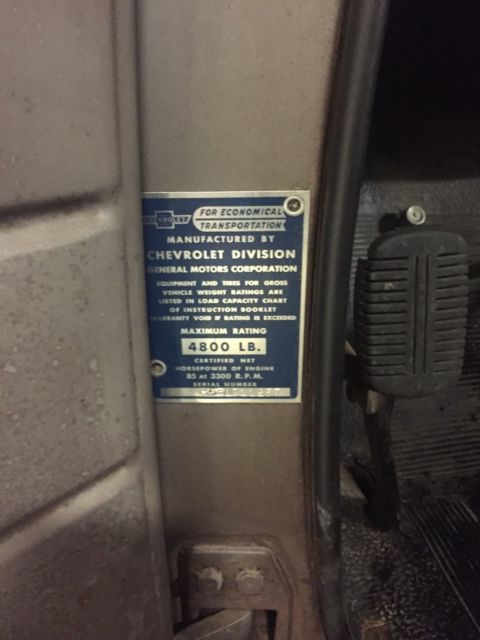 CHEVROLET
FOR ECONOMICAL
TRANSPORTATION
MANUFACTURED BY
CHEVROLET DIVISION
GENERAL MOTORS CORPORATION
EQUIPMENT AND TIRES FOR GROSS
VEHICLE WEIGHT RATINGS ARE
LISTED IN LOAD CAPACITY CHART
OF INSTRUCTION BOOKLET
WARRANTY VOID IF RATING IS EXCEEDED
MAXIMUM RATING
4800 LB.
CERTIFIED NET
HORSEPOWER OF ENGINE
85 AT 3300 R.P.M.
SERIAL NUMBER